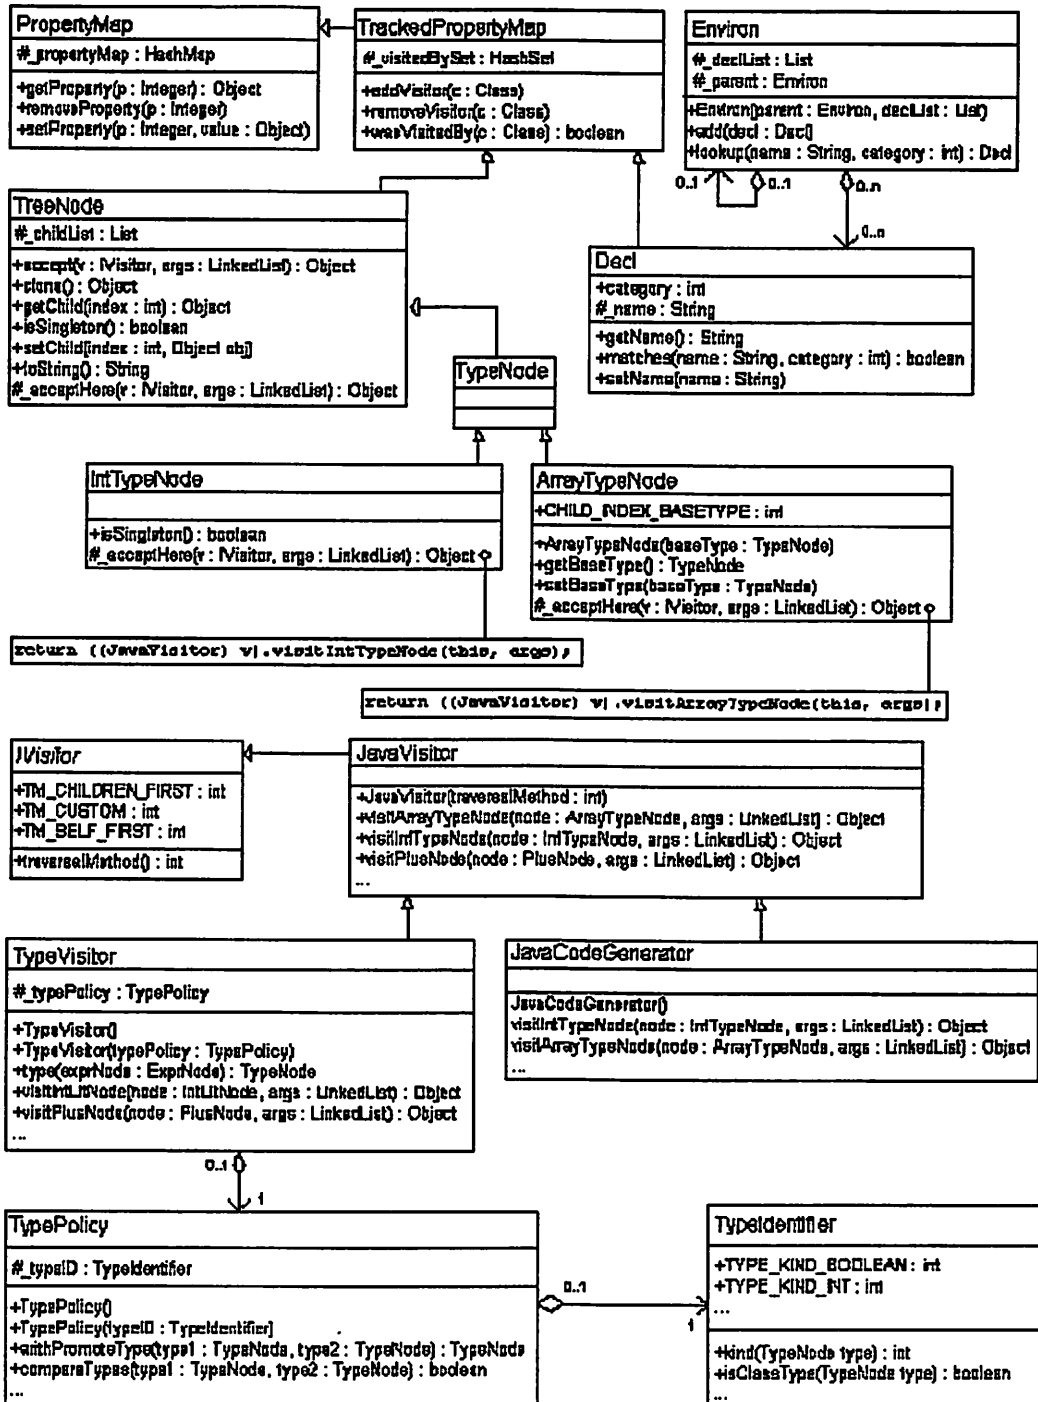 PropertyMap
#_propertyMap : HashMap
+getProperty(p : Integer) : Object
+removeProperty(p : Integer)
+setProperty(p : Integer, value : Object)
TrackedPropertyMap
#_visitedBySet : HashSet
+addVisitor(c : Class)
+removeVisitor(c : Class)
+wasVisitedBy(c : Class) : boolean
Environ
#_declList : List
#_parent : Environ
+Environ(parent : Environ, declList : List)
+add(decl : Decl)
+lookup(name : String, category : int) : Decl
0..1
0..1
0..n
0..n
TreeNode
#_childList : List
+accept(v : IVisitor, args : LinkedList) : Object
+clone() : Object
+getChild(index : int) : Object
+isSingleton() : boolean
+setChild(index : int, Object obj)
+toString() : String
#_acceptHere(v : IVisitor, args : LinkedList) : Object
Decl
+category : int
#_name : String
+getName() : String
+matches(name : String, category : int) : boolean
+setName(name : String)
TypeNode
IntTypeNode
+isSingleton() : boolean
#_acceptHere(v : IVisitor, args : LinkedList) : Object
ArrayTypeNode
+CHILD_INDEX_BASETYPE : int
+ArrayTypeNode(baseType : TypeNode)
+getBaseType() : TypeNode
+setBaseType(baseType : TypeNode)
#_acceptHere(v : IVisitor, args : LinkedList) : Object
return ((JavaVisitor) v).visitIntTypeNode(this, args);
return ((JavaVisitor) v).visitArrayTypeNode(this, args);
IVisitor
+TM_CHILDREN_FIRST : int
+TM_CUSTOM : int
+TM_SELF_FIRST : int
+traversalMethod() : int
JavaVisitor
+JavaVisitor(traversalMethod : int)
+visitArrayTypeNode(node : ArrayTypeNode, args : LinkedList) : Object
+visitIntTypeNode(node : IntTypeNode, args : LinkedList) : Object
+visitPlusNode(node : PlusNode, args : LinkedList) : Object
...
TypeVisitor
#_typePolicy : TypePolicy
+TypeVisitor()
+TypeVisitor(typePolicy : TypePolicy)
+type(exprNode : ExprNode) : TypeNode
+visitIntLitNode(node : IntLitNode, args : LinkedList) : Object
+visitPlusNode(node : PlusNode, args : LinkedList) : Object
...
JavaCodeGenerator
JavaCodeGenerator()
visitIntTypeNode(node : IntTypeNode, args : LinkedList) : Object
visitArrayTypeNode(node : ArrayTypeNode, args : LinkedList) : Object
...
0..1
1
TypePolicy
#_typeID : TypeIdentifier
+TypePolicy()
+TypePolicy(typeID : TypeIdentifier)
+arithPromoteType(type1 : TypeNode, type2 : TypeNode) : TypeNode
+compareTypes(type1 : TypeNode, type2 : TypeNode) : boolean
...
0..1
1
TypeIdentifier
+TYPE_KIND_BOOLEAN : int
+TYPE_KIND_INT : int
...
+kind(TypeNode type) : int
+isClassType(TypeNode type) : boolean
...